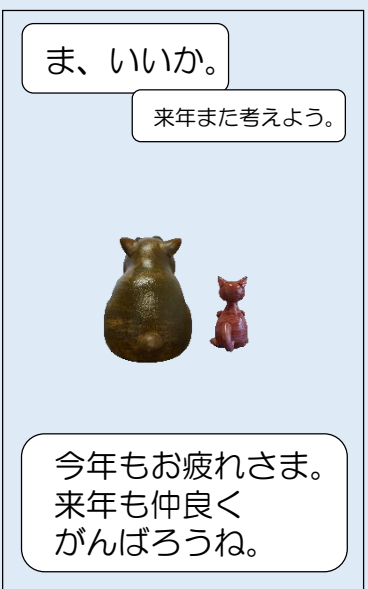 ま、いいか。
来年また考えよう。
今年もお疲れさま。
来年も仲良く
がんばろうね。